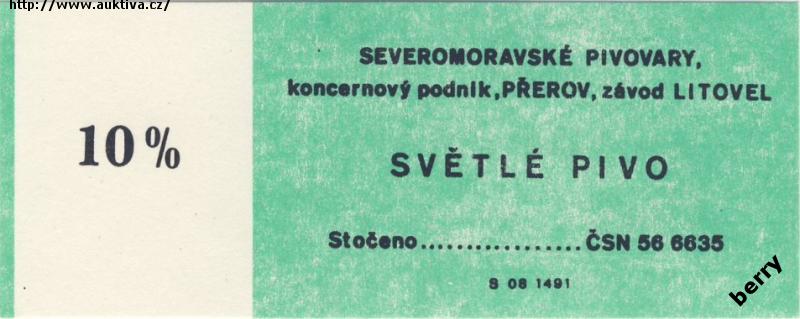 http://www.auktiva.cz/
SEVEROMORAVSKÉ PIVOVARY,
koncernový podnik, PŘEROV, závod LITOVEL
10 %
SVĚTLÉ PIVO
Stočeno..................ČSN 56 6635
S 08 1491
berry